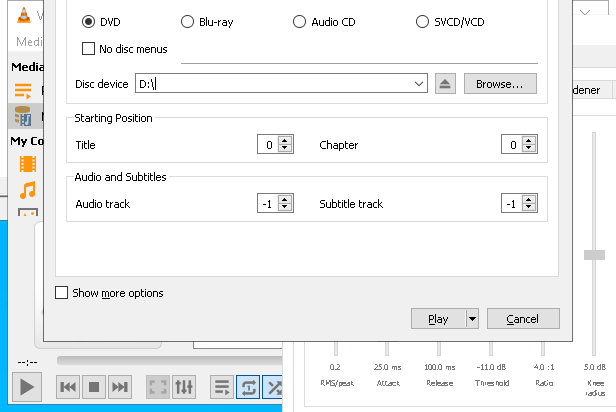 DVD Blu-ray Audio CD SVCD/VCD
Media
No disc menus
Media
Disc device D:\ Browse... dener
Starting Position
Title 0 Chapter 0
My Co
Audio and Subtitles
Audio track -1 Subtitle track -1
Show more options
Play Cancel
--:--
0.2 25.0 ms 100.0 ms -11.0 dB 4.0 :1 5.0 dB
RMS/peak Attack Release Threshold Ratio Knee
radius